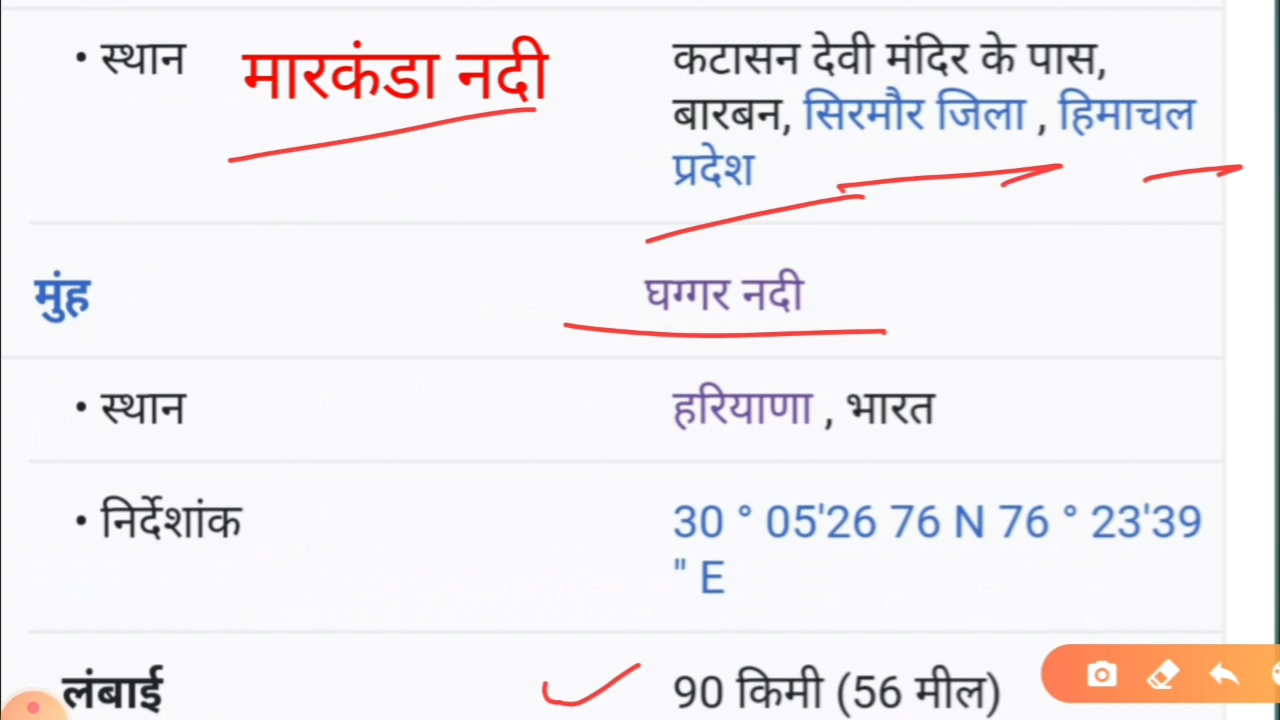 • स्थान
मारकंडा नदी
कटासन देवी मंदिर के पास,
बारबन, सिरमौर जिला , हिमाचल
प्रदेश
मुंह
घग्गर नदी
• स्थान
हरियाणा , भारत
• निर्देशांक
30 ° 05'26 76 N 76 ° 23'39
" E
लंबाई
90 किमी (56 मील)